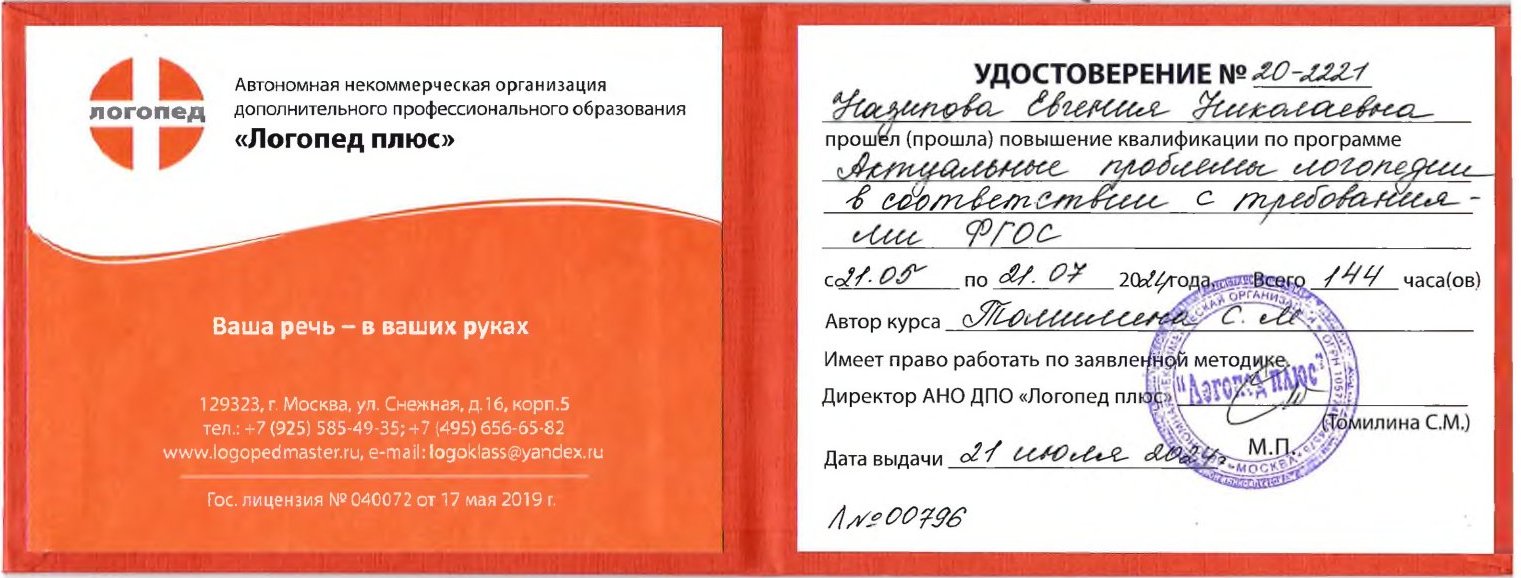 логопед
Автономная некоммерческая организация
дополнительного профессионального образования
«Логопед плюс»
Ваша речь – в ваших руках
129323, г. Москва, ул. Снежная, д.16, корп.5
тел.: +7 (925) 585-49-35; +7 (495) 656-65-82
www.logopedmaster.ru, e-mail: logoklass@yandex.ru
Гос. лицензия № 040072 от 17 мая 2019 г.
УДОСТОВЕРЕНИЕ № 20-2221
Назипова Евгения Николаевна
прошел (прошла) повышение квалификации по программе
Актуальные проблемы логопедии
в соответствии с требования-
ми ФГОС
с 21.05 по 21.07 2024 года, Всего 144 часа(ов)
Автор курса Томилина С. М
Имеет право работать по заявленной методике.
Директор АНО ДПО «Логопед плюс»
(Томилина С.М.)
М.П.
Дата выдачи 21 июля 2024г.
Л№00796
"Логопед плюс"
МОСКВА